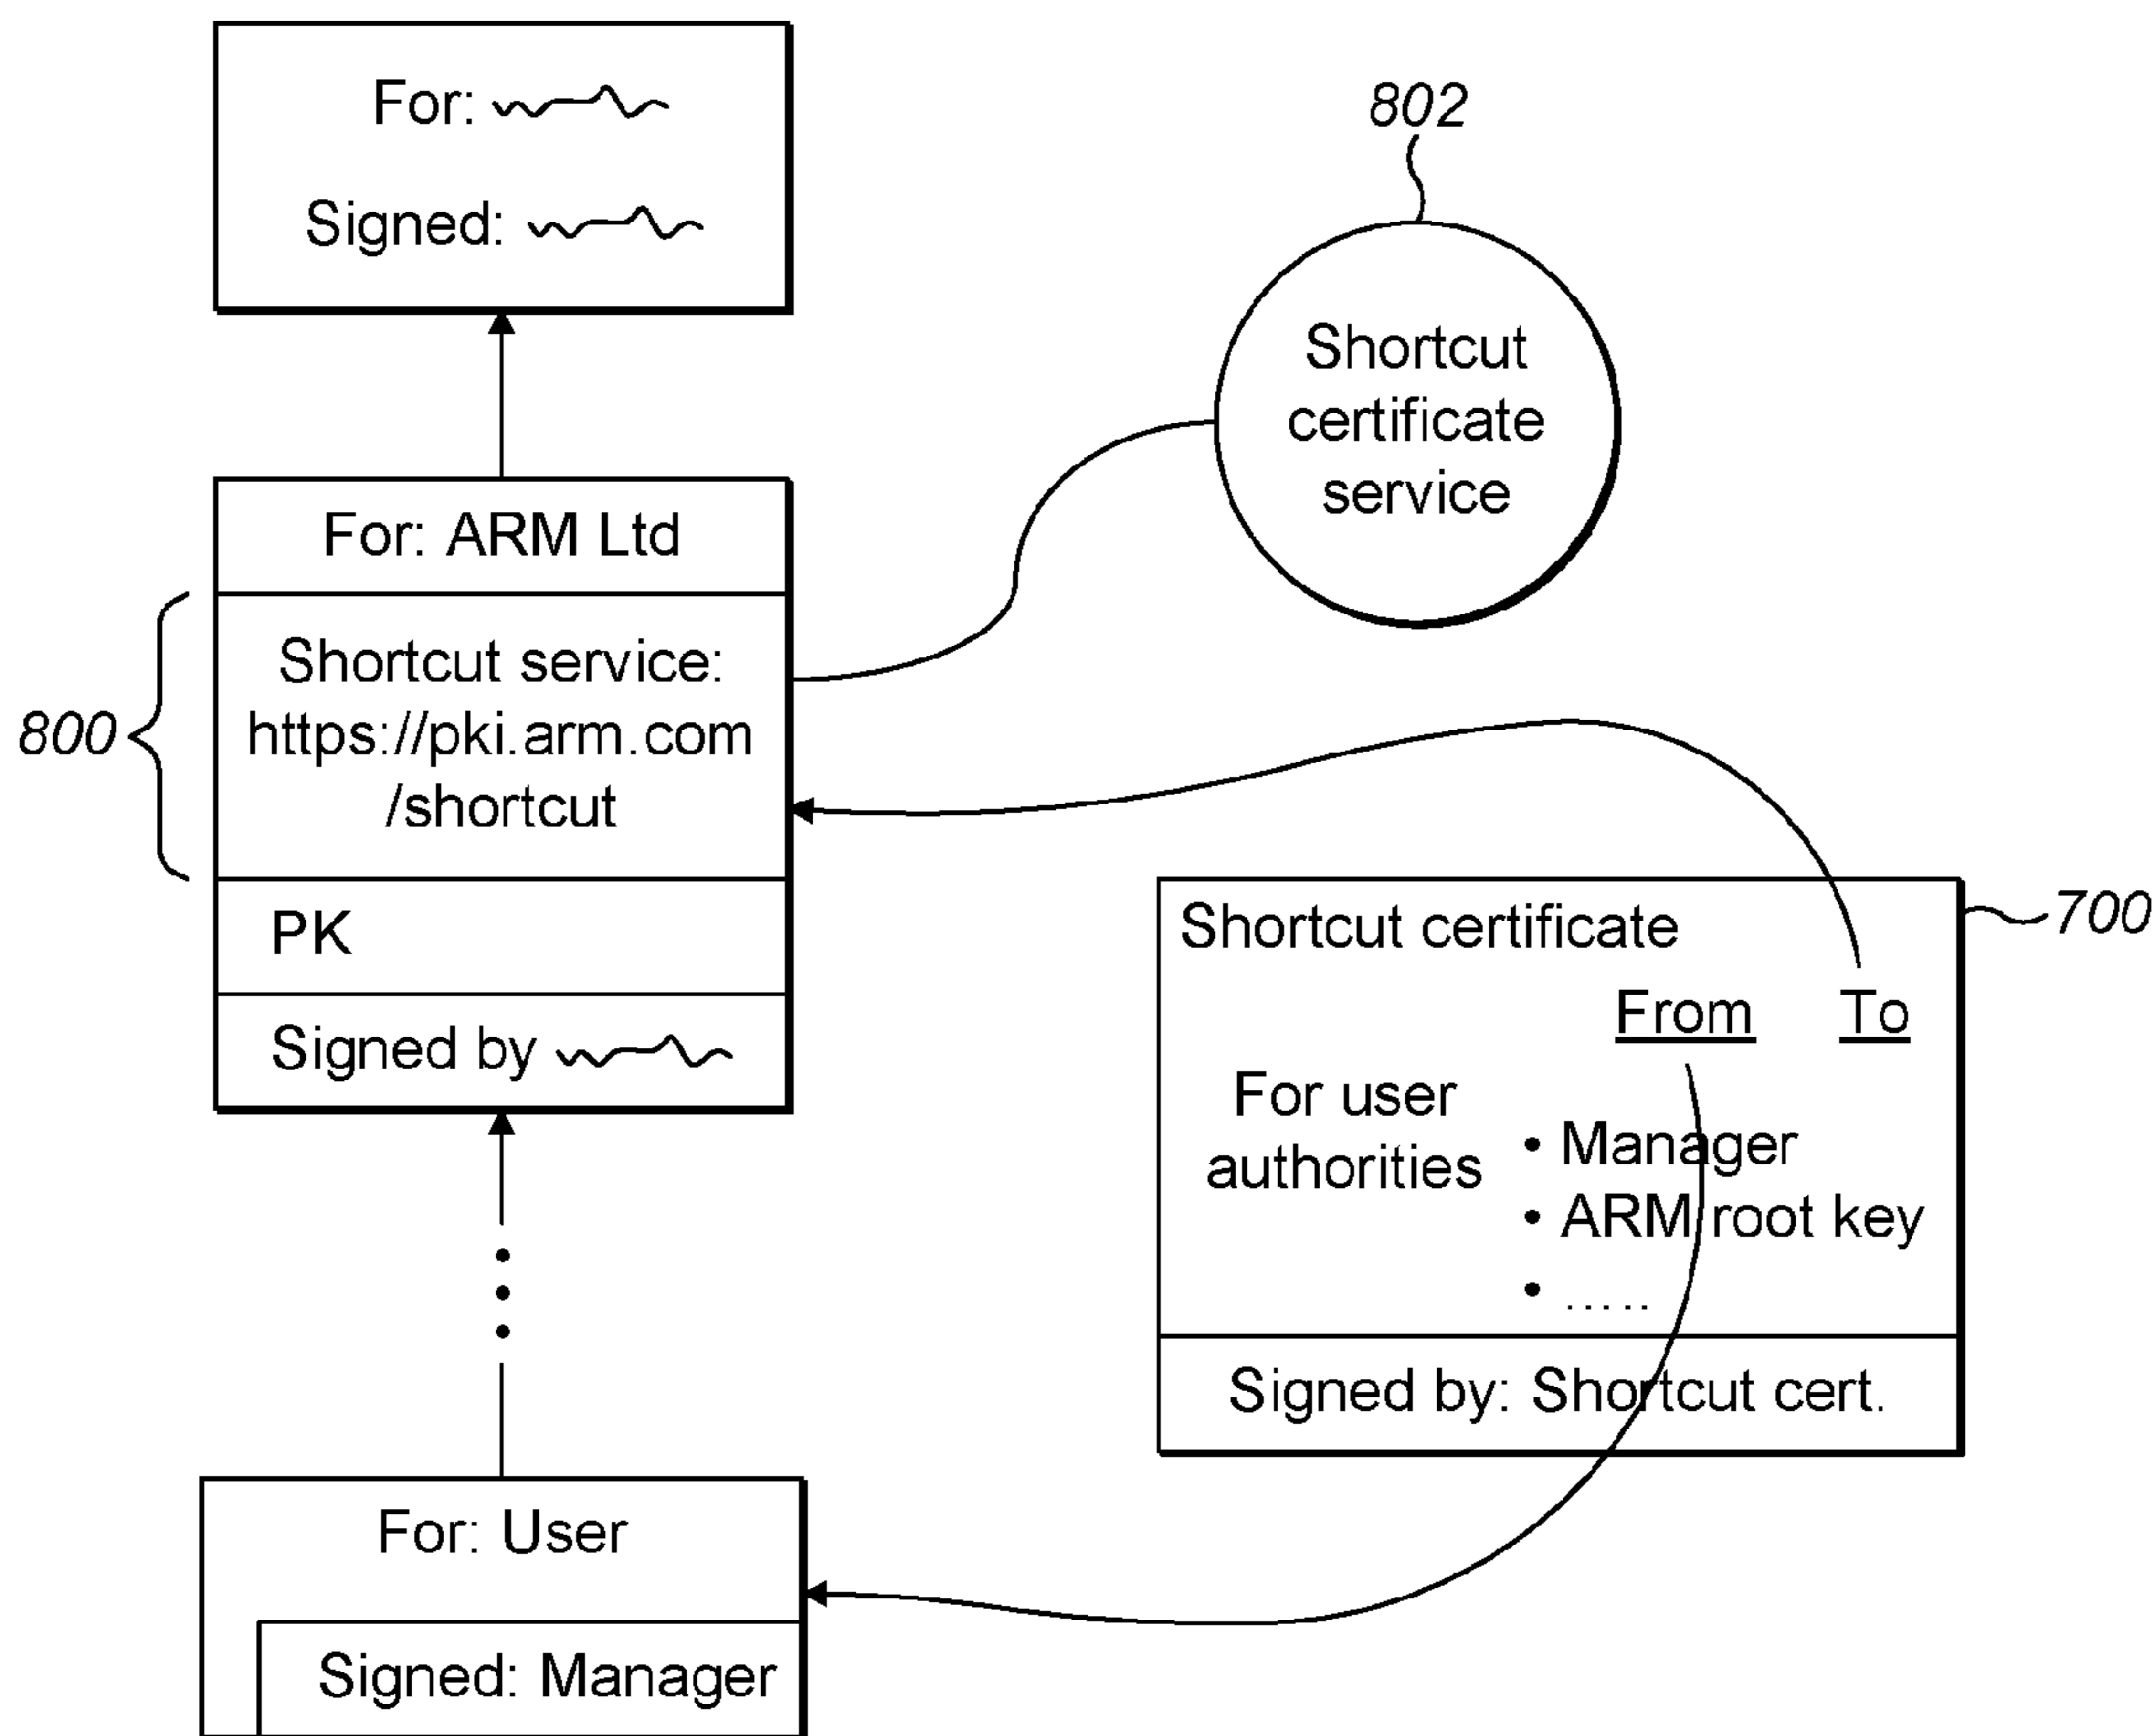 For:
Signed:
802
Shortcut
certificate
service
For: ARM Ltd
800
Shortcut service:
https://pki.arm.com
/shortcut
PK
Signed by
Shortcut certificate
700
From To
For user
authorities
• Manager
• ARM root key
• .....
Signed by: Shortcut cert.
For: User
Signed: Manager